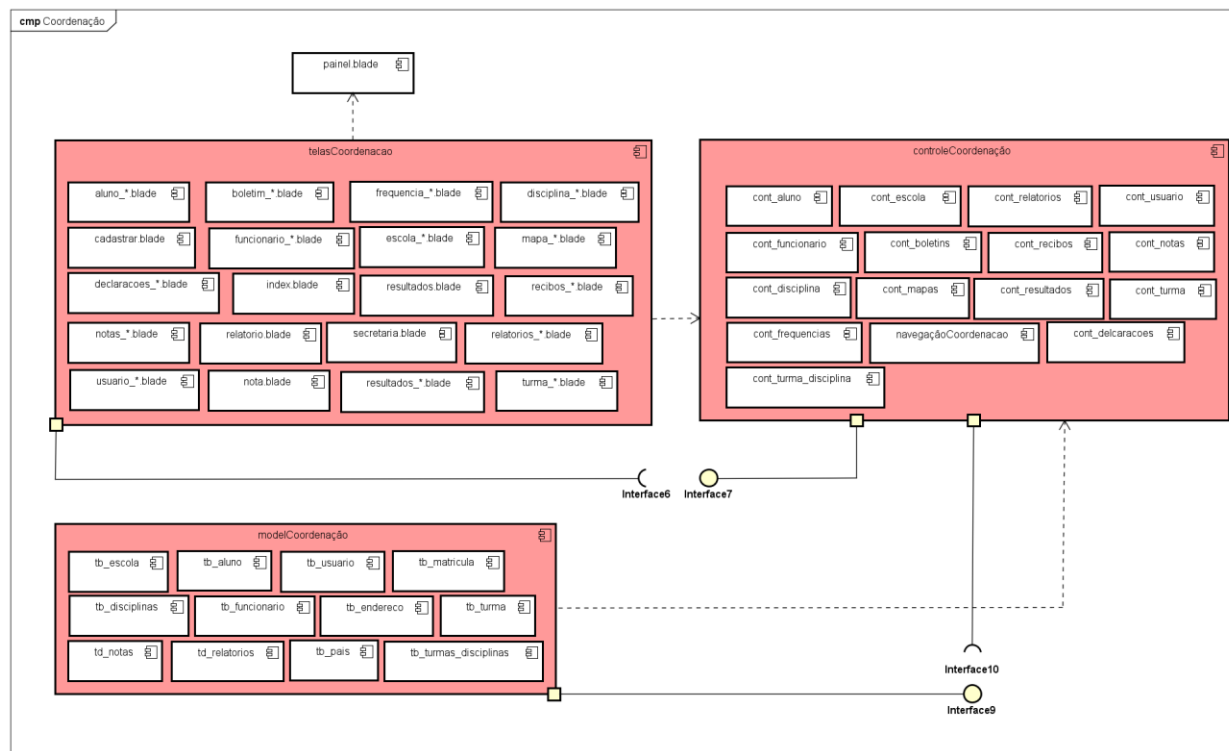 cmp Coordenação
painel.blade
telasCoordenacao
aluno_*.blade
boletim_*.blade
frequência_*.blade
disciplina_*.blade
cadastrar.blade
funcionario_*.blade
escola_*.blade
mapa_*.blade
declaracoes_*.blade
index.blade
resultados.blade
recibos_*.blade
notas_*.blade
relatorio.blade
secretaria.blade
relatorios_*.blade
usuario_*.blade
nota.blade
resultados_*.blade
turma_*.blade
controleCoordenação
cont_aluno
cont_escola
cont_relatorios
cont_usuario
cont_funcionario
cont_boletins
cont_recibos
cont_notas
cont_disciplina
cont_mapas
cont_resultados
cont_turma
cont_frequências
navegaçãoCoordenacao
cont_delcaracoes
cont_turma_disciplina
Interface6
Interface7
modelCoordenação
tb_escola
tb_aluno
tb_usuario
tb_matricula
tb_disciplinas
tb_funcionario
tb_endereco
tb_turma
td_notas
td_relatorios
tb_pais
tb_turmas_disciplinas
Interface10
Interface9